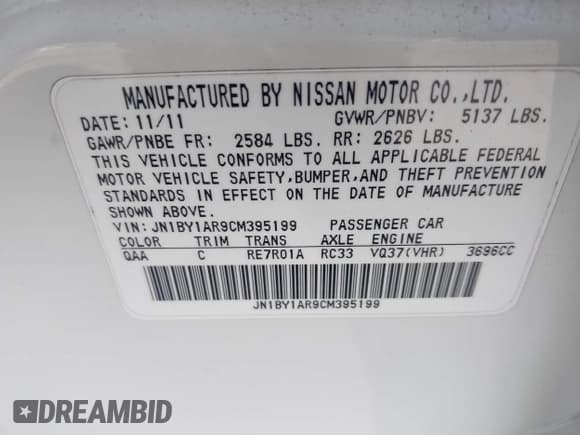 MANUFACTURED BY NISSAN MOTOR CO.,LTD.
DATE: 11/11 GVWR/PNBV: 5137 LBS.
GAWR/PNBE FR: 2584 LBS. RR: 2626 LBS.
THIS VEHICLE CONFORMS TO ALL APPLICABLE FEDERAL
MOTOR VEHICLE SAFETY,BUMPER,AND THEFT PREVENTION
STANDARDS IN EFFECT ON THE DATE OF MANUFACTURE
SHOWN ABOVE.
VIN: JN1BY1AR9CM395199 PASSENGER CAR
COLOR TRIM TRANS AXLE ENGINE
QAA C RE7R01A RC33 VQ37(VHR) 3696CC
JN1BY1AR9CM395199
DREAMBID